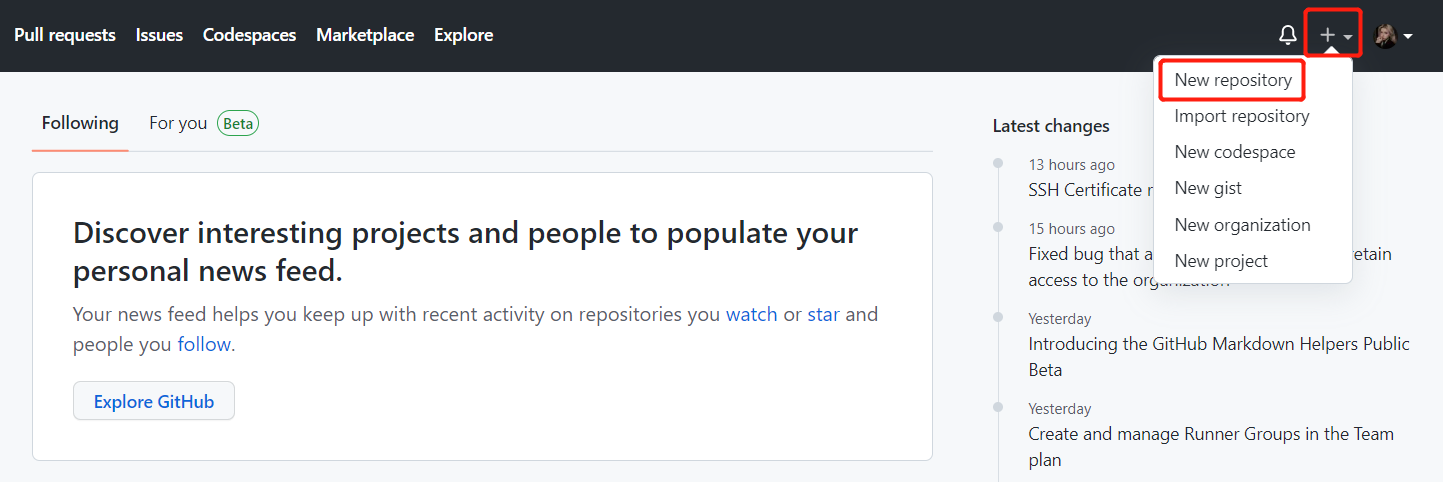 Pull requests Issues Codespaces Marketplace Explore
New repository
Import repository
New codespace
New gist
New organization
New project
Following For you Beta
Discover interesting projects and people to populate your
personal news feed.
Your news feed helps you keep up with recent activity on repositories you watch or star and
people you follow.
Explore GitHub
Latest changes
13 hours ago
SSH Certificate
15 hours ago
Fixed bug that retain
access to the organization
Yesterday
Introducing the GitHub Markdown Helpers Public
Beta
Yesterday
Create and manage Runner Groups in the Team
plan